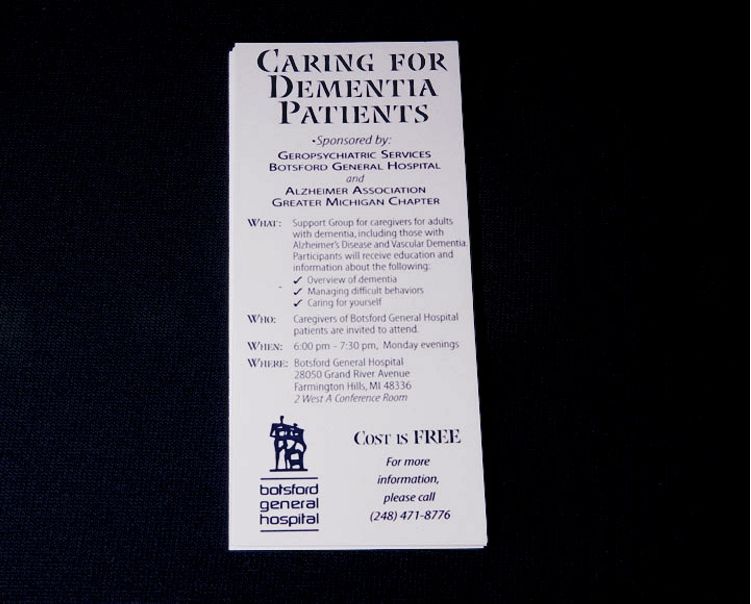 CARING FOR
DEMENTIA
PATIENTS
•Sponsored by:
GEROPSYCHIATRIC SERVICES
BOTSFORD GENERAL HOSPITAL
and
ALZHEIMER ASSOCIATION
GREATER MICHIGAN CHAPTER
WHAT: Support Group for caregivers for adults
with dementia, including those with
Alzheimer's Disease and Vascular Dementia.
Participants will receive education and
information about the following:
✓ Overview of dementia
✓ Managing difficult behaviors
✓ Caring for yourself
WHO: Caregivers of Botsford General Hospital
patients are invited to attend.
WHEN: 6:00 pm - 7:30 pm, Monday evenings
WHERE: Botsford General Hospital
28050 Grand River Avenue
Farmington Hills, MI 48336
2 West A Conference Room
botsford
general
hospital
COST IS FREE
For more
information,
please call
(248) 471-8776